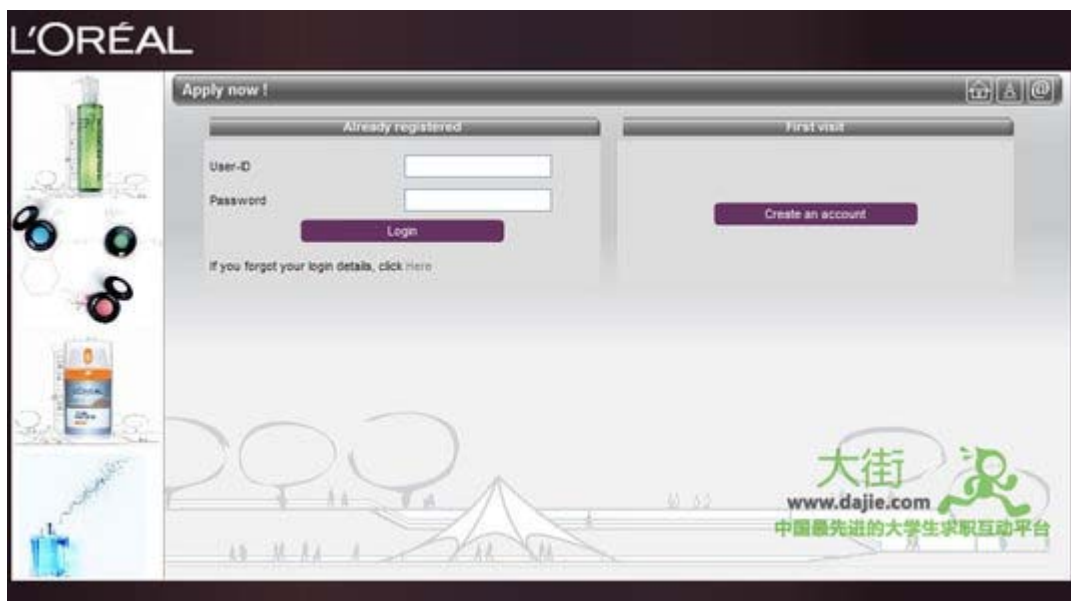 L'ORÉAL
Apply now !
Already registered
First visit
User-ID
Password
Create an account
Login
If you forgot your login details, click Here
L'ORÉAL
大街
www.dajie.com
中国最先进的大学生求职互动平台